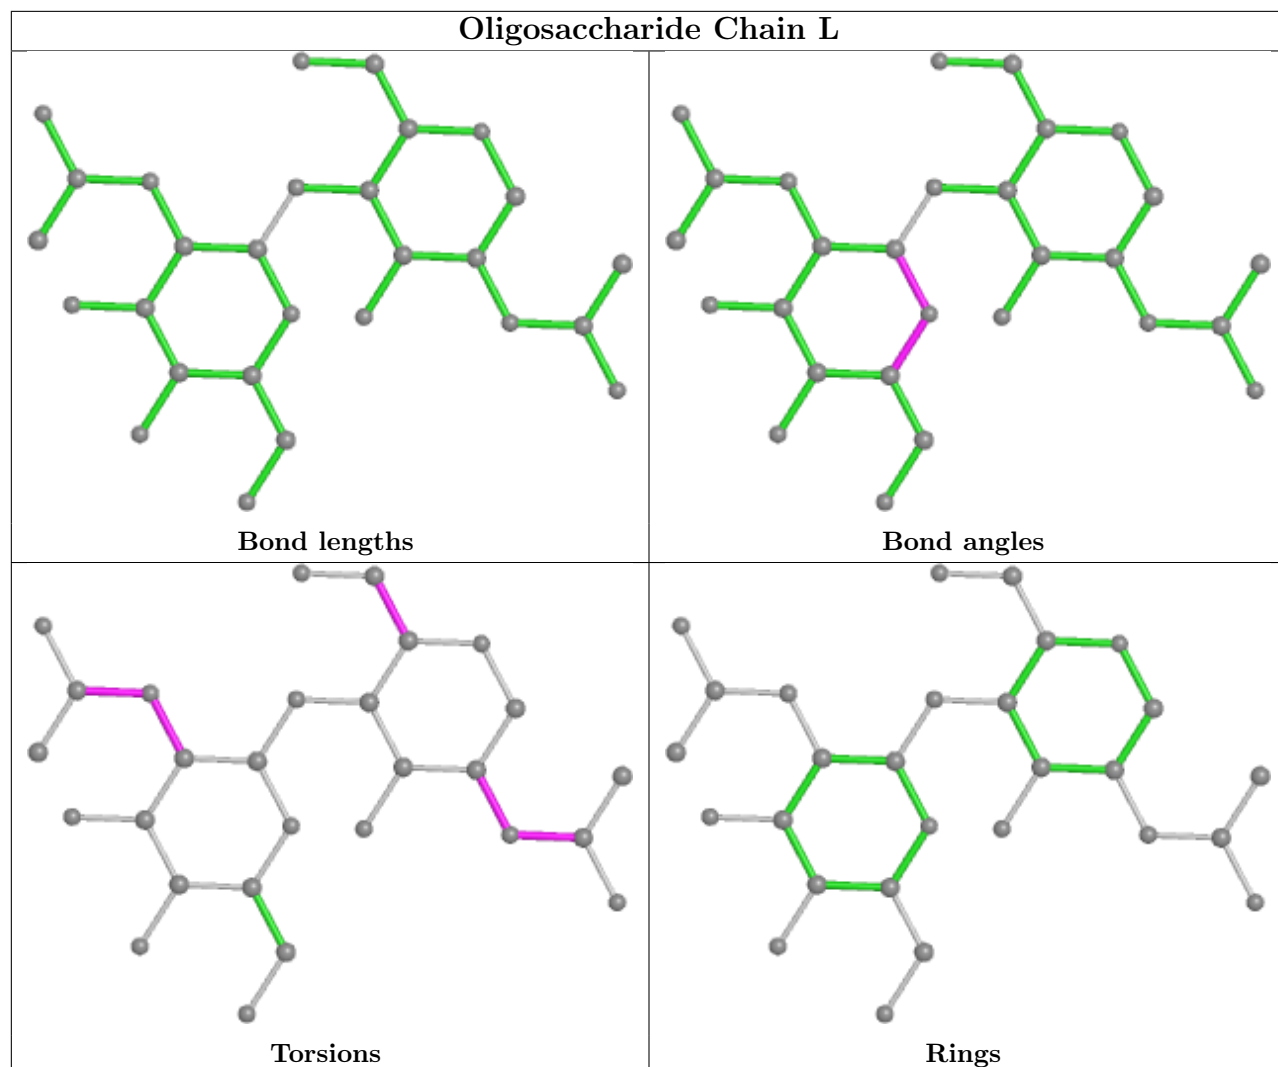 Oligosaccharide Chain L
Bond lengths
Bond angles
Torsions
Rings